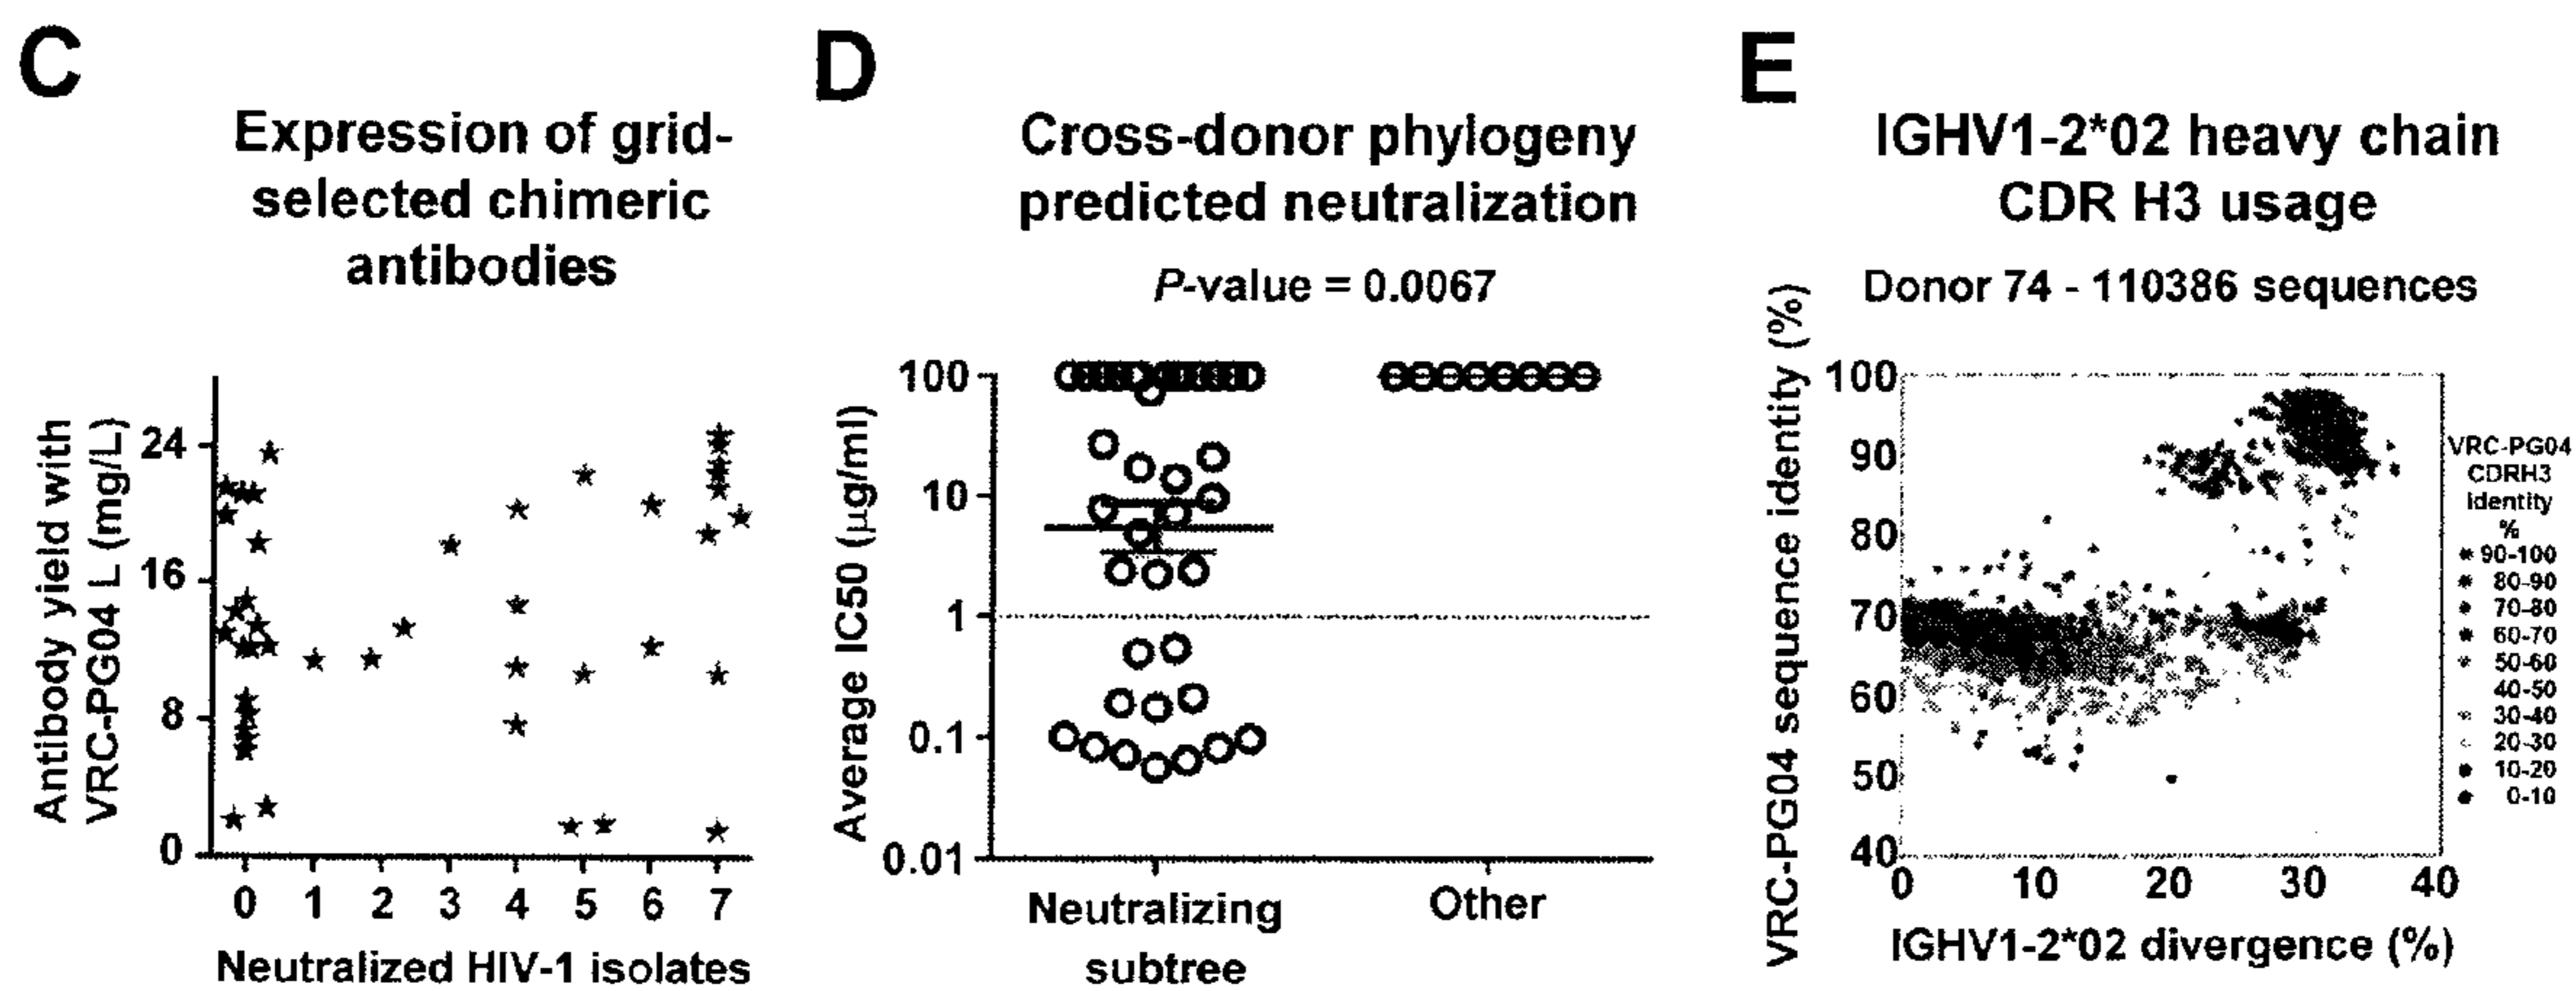 C
Expression of grid-
selected chimeric
antibodies
Antibody yield with
VRC-PG04 L (mg/L)
24
16
8
0
0 1 2 3 4 5 6 7
Neutralized HIV-1 isolates
D
Cross-donor phylogeny
predicted neutralization
P-value = 0.0067
Average IC50 (µg/ml)
100
10
1
0.1
0.01
Neutralizing
subtree
Other
E
IGHV1-2*02 heavy chain
CDR H3 usage
Donor 74 - 110386 sequences
VRC-PG04 sequence identity (%)
100
90
80
70
60
50
40
0 10 20 30 40
IGHV1-2*02 divergence (%)
VRC-PG04
CDRH3
identity
%
90-100
80-90
70-80
60-70
50-60
40-50
30-40
20-30
10-20
0-10